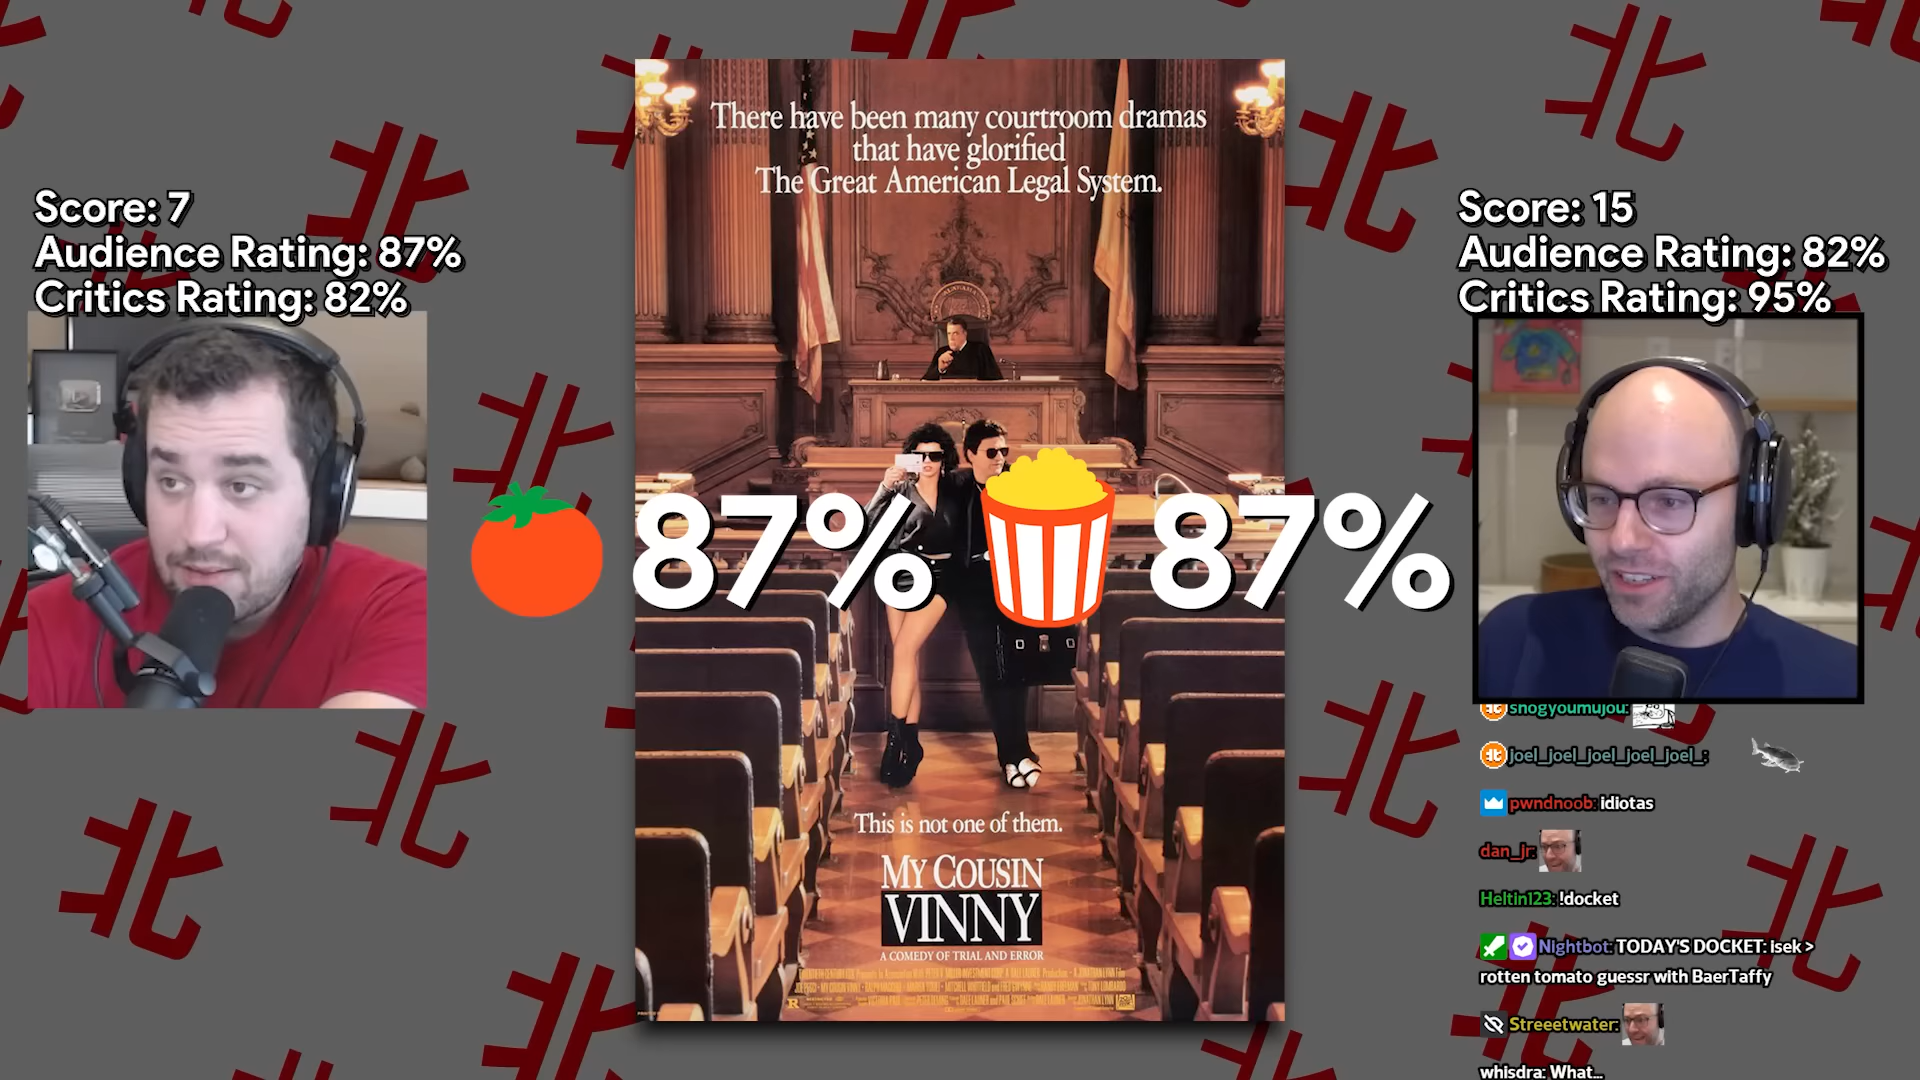 There have been many courtroom dramas
that have glorified
The Great American Legal System.
Score: 7
Audience Rating: 87%
Critics Rating: 82%
Score: 15
Audience Rating: 82%
Critics Rating: 95%
87% 87%
This is not one of them.
MY COUSIN
VINNY
A COMEDY OF TRIAL AND ERROR
shogyoumujou:
joel_joel_joel_joel_joel_:
pwndnoob: idiotas
dan_jr:
Heltin123: !docket
Nightbot: TODAY'S DOCKET: isek >
rotten tomato guessr with BaerTaffy
Streeetwater:
whisdra: What...
北